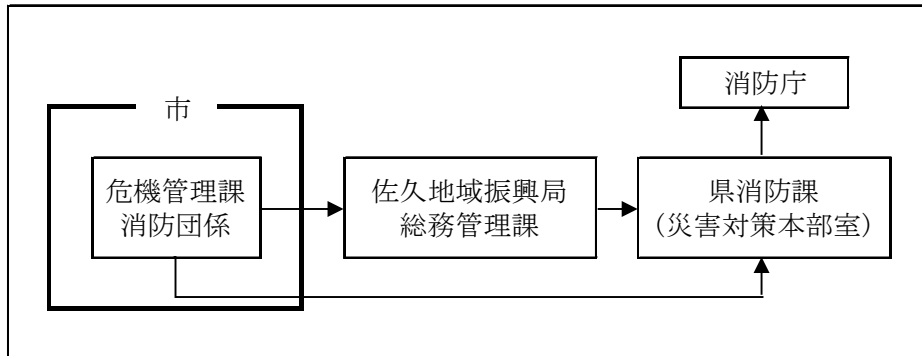 消防庁
市
危機管理課
消防団係
佐久地域振興局
総務管理課
県消防課
（災害対策本部室）